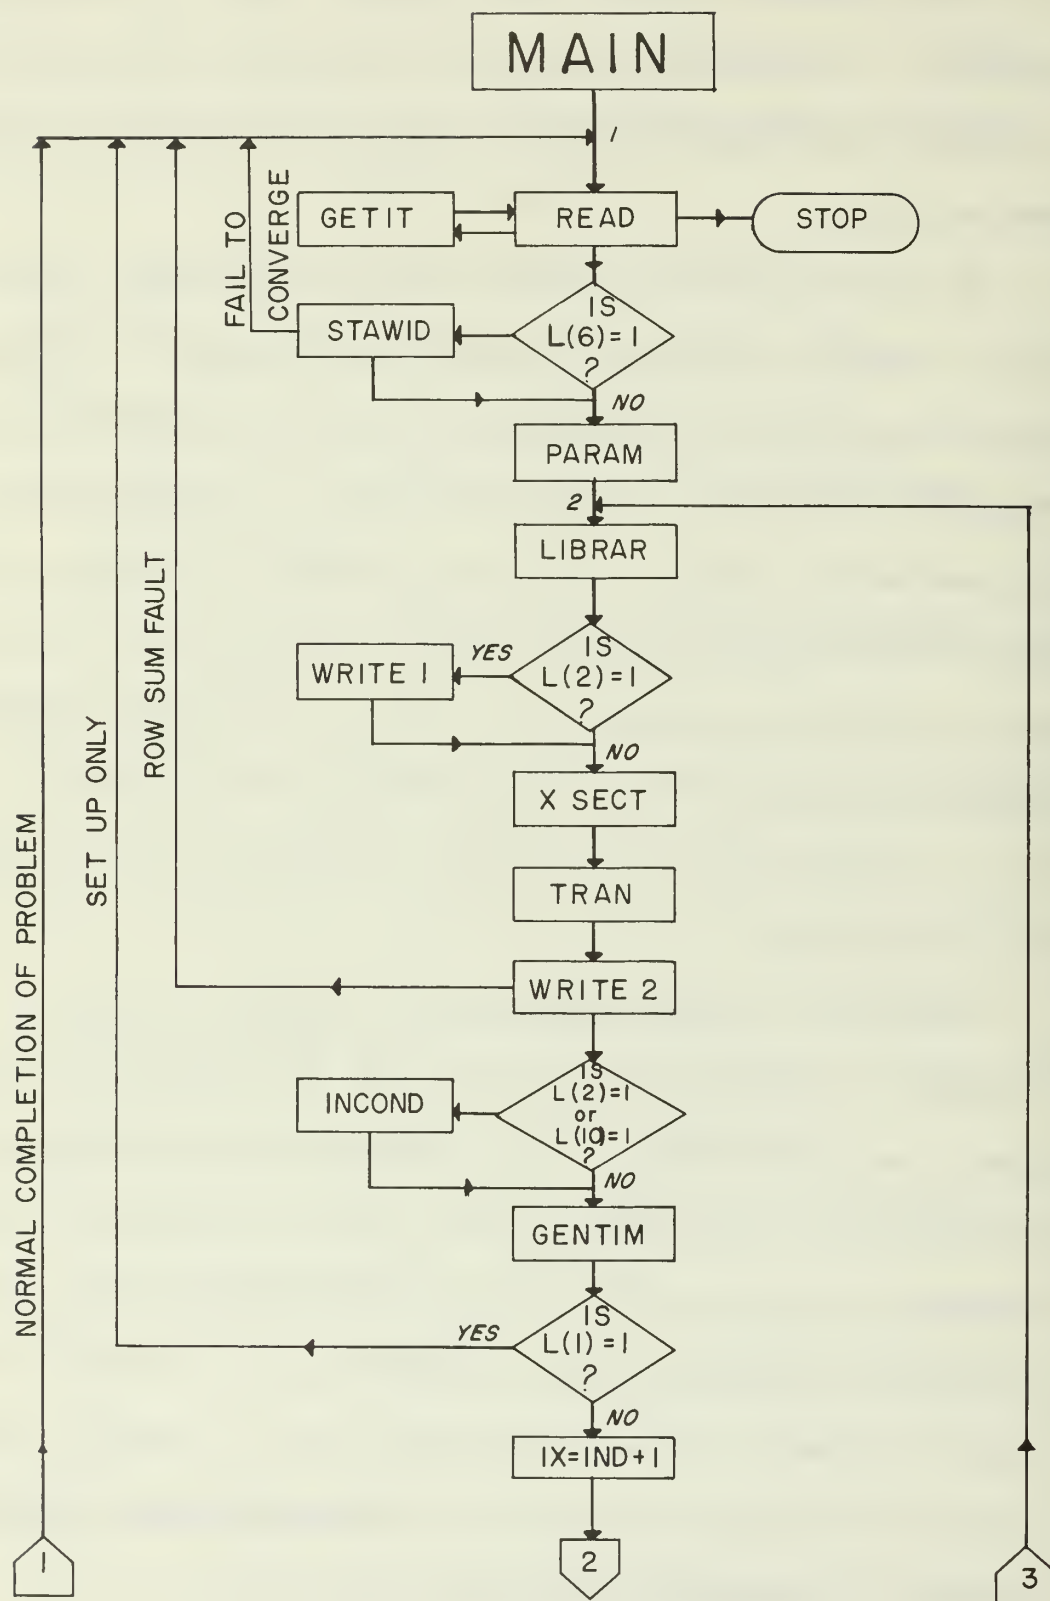 MAIN
1
GETIT
READ
STOP
FAIL TO
CONVERGE
IS
L(6)=1
?
STAWID
NO
PARAM
2
LIBRAR
ROW SUM FAULT
IS
L(2)=1
?
YES
WRITE 1
NO
X SECT
SET UP ONLY
TRAN
NORMAL COMPLETION OF PROBLEM
WRITE 2
IS
L(2)=1
or
L(10)=1
?
INCOND
NO
GENTIM
IS
L(1)=1
?
YES
NO
IX=IND+1
1
2
3